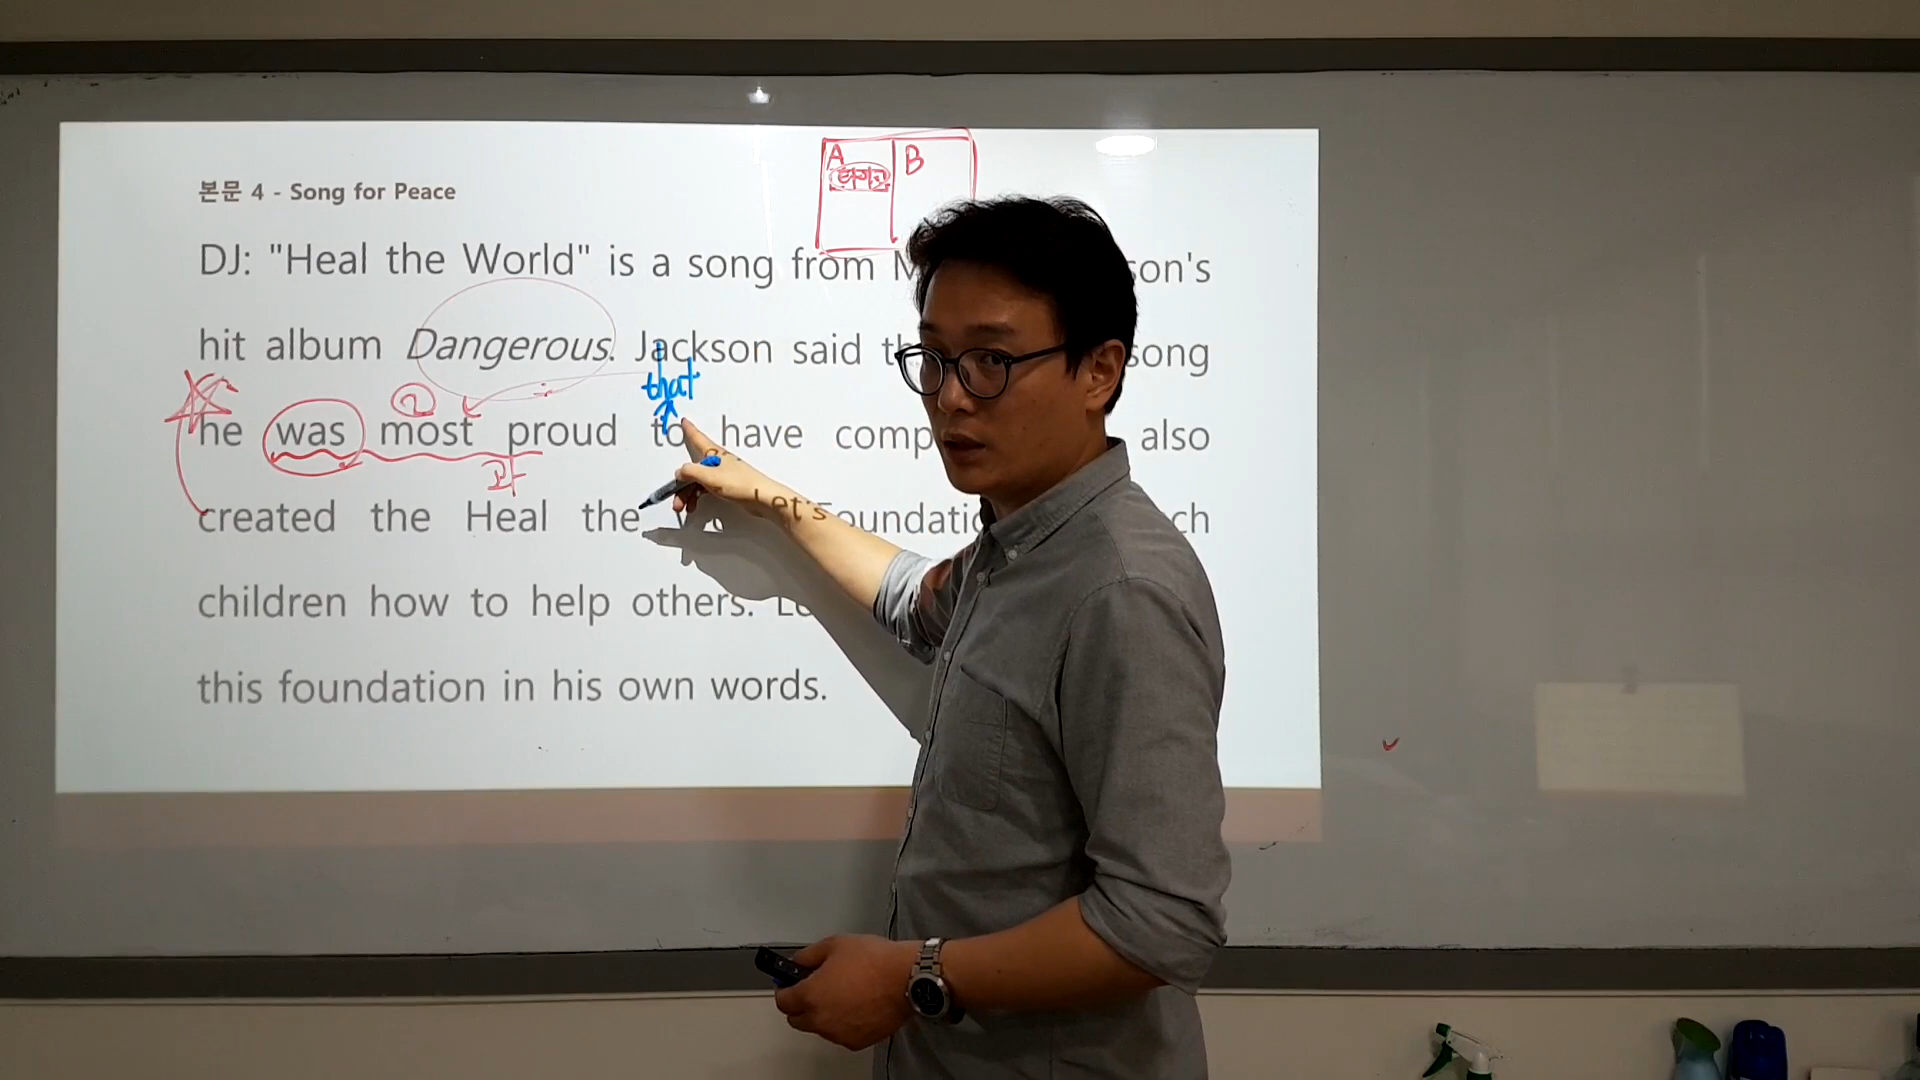 본문 4 - Song for Peace
A B
DJ: "Heal the World" is a song from M son's
hit album Dangerous. Jackson said song
that
2
he was most proud to have comp also
created the Heal the oundati ch
Let's
children how to help others.
this foundation in his own words.